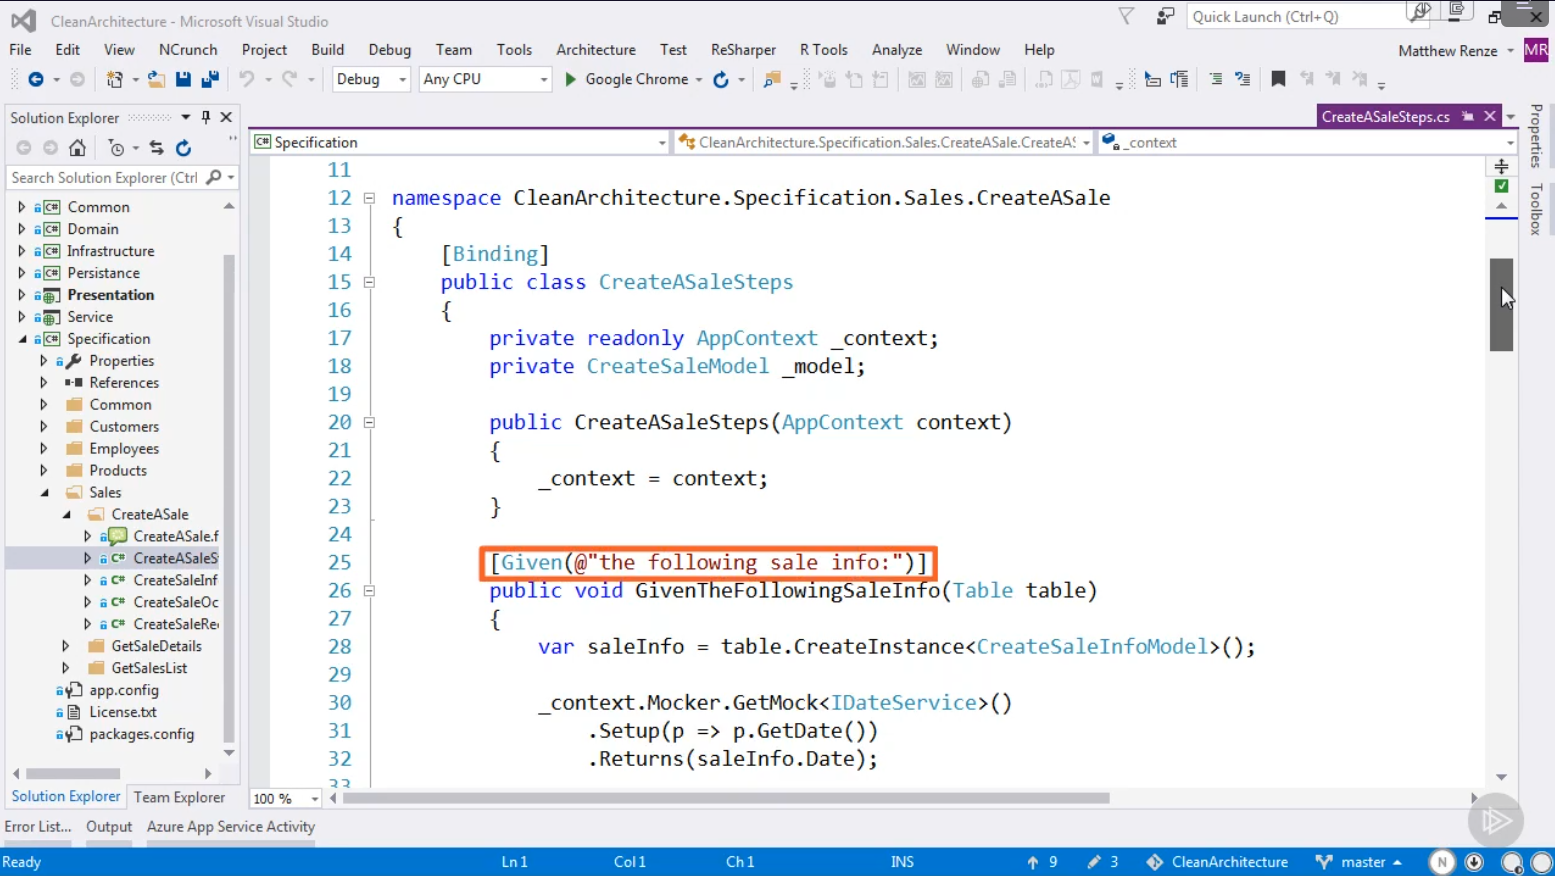 CleanArchitecture - Microsoft Visual Studio
Quick Launch (Ctrl+Q)
File Edit View NCrunch Project Build Debug Team Tools Architecture Test ReSharper R Tools Analyze Window Help
Matthew Renze MR
Debug Any CPU Google Chrome
Solution Explorer
CreateASaleSteps.cs
Properties
Toolbox
C# Specification
CleanArchitecture.Specification.Sales.CreateASale.CreateAS
_context
Search Solution Explorer (Ctrl
C# Common
C# Domain
C# Infrastructure
C# Persistance
Presentation
Service
C# Specification
Properties
References
Common
Customers
Employees
Products
Sales
CreateASale
CreateASale.f
C# CreateASaleS
C# CreateSaleInf
C# CreateSaleOc
C# CreateSaleRe
GetSaleDetails
GetSalesList
app.config
License.txt
packages.config
11
12 namespace CleanArchitecture.Specification.Sales.CreateASale
13 {
14 [Binding]
15 public class CreateASaleSteps
16 {
17 private readonly AppContext _context;
18 private CreateSaleModel _model;
19
20 public CreateASaleSteps(AppContext context)
21 {
22 _context = context;
23 }
24
25 [Given(@"the following sale info:")]
26 public void GivenTheFollowingSaleInfo(Table table)
27 {
28 var saleInfo = table.CreateInstance<CreateSaleInfoModel>();
29
30 _context.Mocker.GetMock<IDateService>()
31 .Setup(p => p.GetDate())
32 .Returns(saleInfo.Date);
33
Solution Explorer Team Explorer
100 %
Error List... Output Azure App Service Activity
Ready Ln 1 Col 1 Ch 1 INS 9 3 CleanArchitecture master N